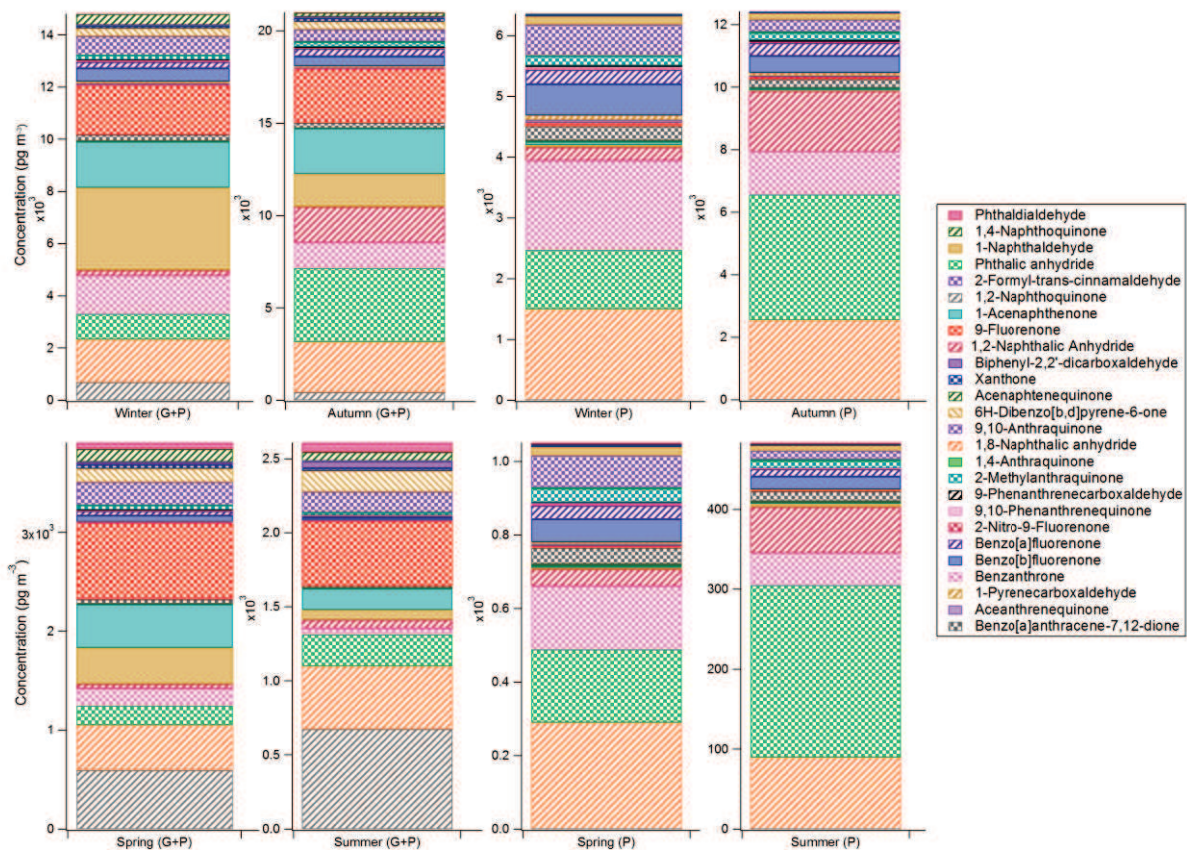 Concentration (pg m⁻³)
x10³
14
12
10
8
6
4
2
0
Winter (G+P)
x10³
20
15
10
5
0
Autumn (G+P)
x10³
6
5
4
3
2
1
0
Winter (P)
x10³
12
10
8
6
4
2
0
Autumn (P)
Concentration (pg m⁻³)
3x10³
2
1
0
Spring (G+P)
x10³
2.5
2.0
1.5
1.0
0.5
0.0
Summer (G+P)
x10³
1.0
0.8
0.6
0.4
0.2
0.0
Spring (P)
400
300
200
100
0
Summer (P)
Phthaldialdehyde
1,4-Naphthoquinone
1-Naphthaldehyde
Phthalic anhydride
2-Formyl-trans-cinnamaldehyde
1,2-Naphthoquinone
1-Acenaphthenone
9-Fluorenone
1,2-Naphthalic Anhydride
Biphenyl-2,2'-dicarboxaldehyde
Xanthone
Acenaphtenequinone
6H-Dibenzo[b,d]pyrene-6-one
9,10-Anthraquinone
1,8-Naphthalic anhydride
1,4-Anthraquinone
2-Methylanthraquinone
9-Phenanthrenecarboxaldehyde
9,10-Phenanthrenequinone
2-Nitro-9-Fluorenone
Benzo[a]fluorenone
Benzo[b]fluorenone
Benzanthrone
1-Pyrenecarboxaldehyde
Aceanthrenequinone
Benzo[a]anthracene-7,12-dione